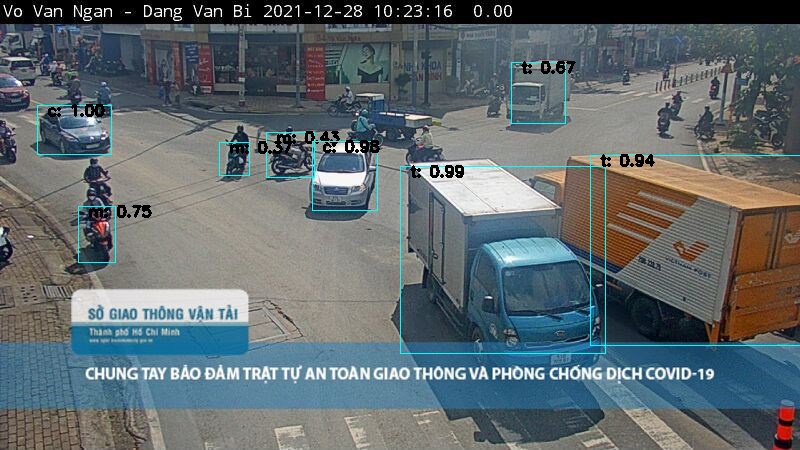 Vo Van Ngan - Dang Van Bi 2021-12-28 10:23:16 0.00
t: 0.67
c: 1.00
m: 0.43
m: 0.37
c: 0.98
t: 0.94
t: 0.99
m: 0.75
VIETNAM POST
SỞ GIAO THÔNG VẬN TẢI
Thành phố Hồ Chí Minh
CHUNG TAY BẢO ĐẢM TRẬT TỰ AN TOÀN GIAO THÔNG VÀ PHÒNG CHỐNG DỊCH COVID-19